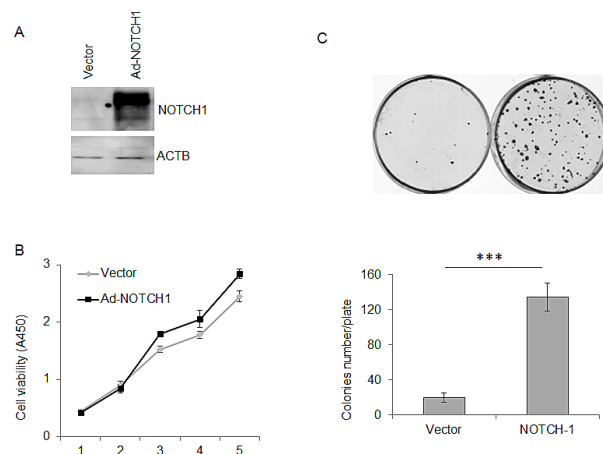 A
Vector
Ad-NOTCH1
NOTCH1
ACTB
B
Cell viability (A450)
3
2
1
0
Vector
Ad-NOTCH1
1 2 3 4 5
C
Colonies number/plate
160
120
80
40
0
***
Vector NOTCH-1